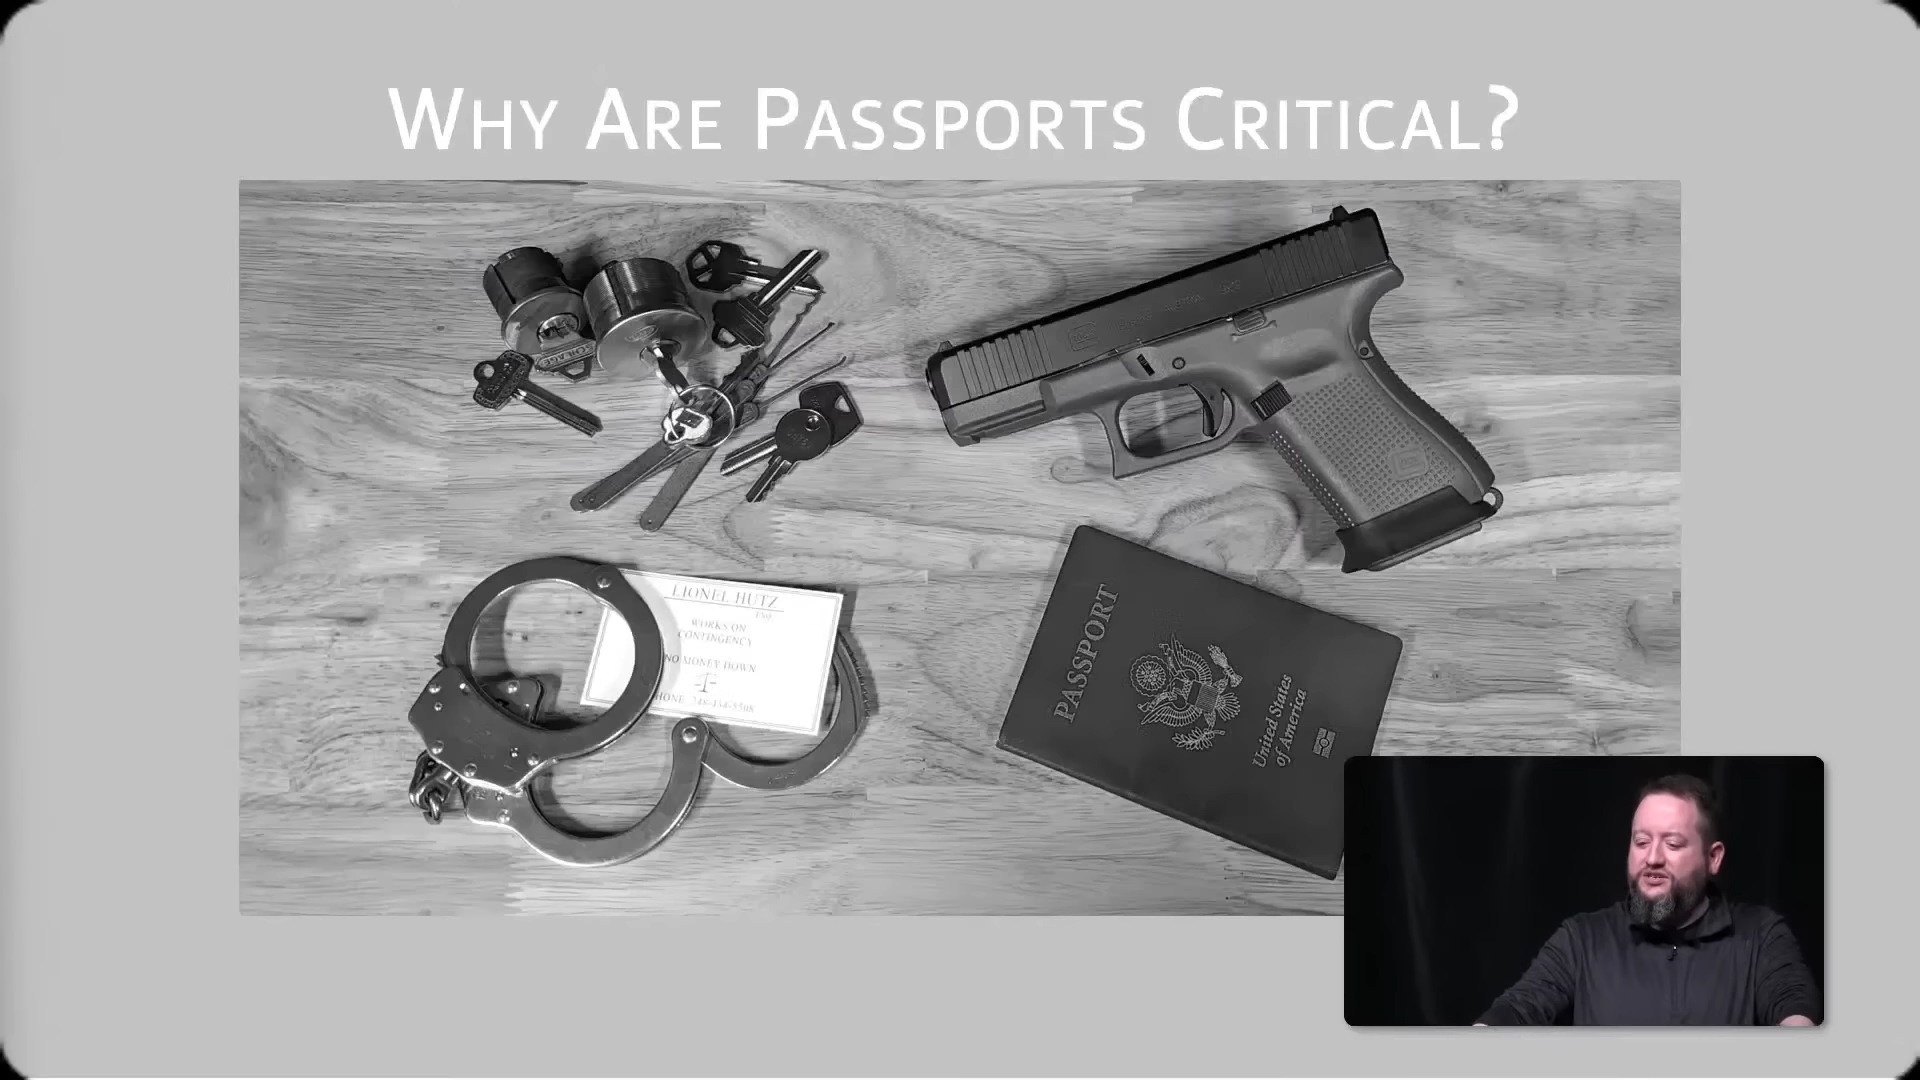 WHY ARE PASSPORTS CRITICAL?
LIONEL HUTZ
WORKS ON
CONTINGENCY
NO MONEY DOWN
PASSPORT
United States
of America